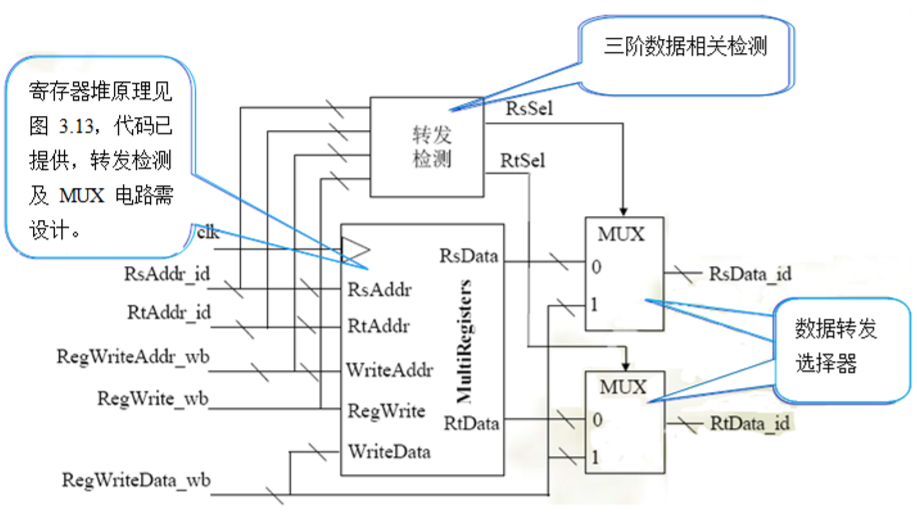 三阶数据相关检测
寄存器堆原理见
图 3.13，代码已
提供，转发检测
及 MUX 电路需
设计。
转发
检测
RsSel
RtSel
clk
RsAddr_id
RtAddr_id
RegWriteAddr_wb
RegWrite_wb
RegWriteData_wb
RsAddr
RtAddr
WriteAddr
RegWrite
WriteData
MultiRegisters
RsData
RtData
MUX
0
1
RsData_id
MUX
0
1
RtData_id
数据转发
选择器